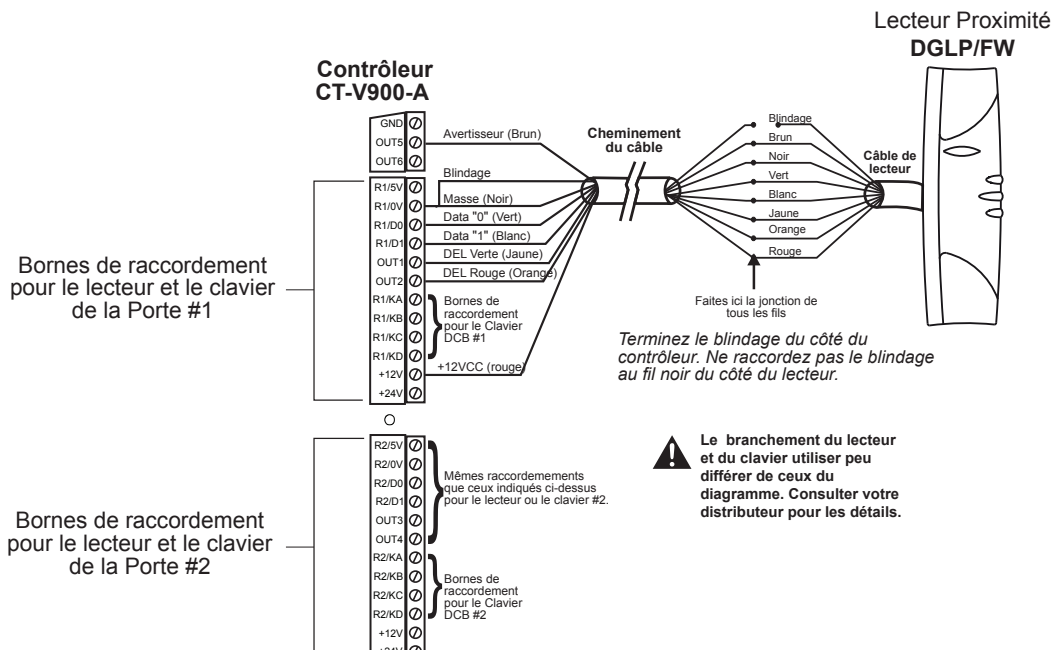 Lecteur Proximité
DGLP/FW
Contrôleur
CT-V900-A
GND
OUT5
OUT6
Avertisseur (Brun)
R1/5V
R1/0V
R1/D0
R1/D1
OUT1
OUT2
R1/KA
R1/KB
R1/KC
R1/KD
+12V
+24V
Blindage
Masse (Noir)
Data "0" (Vert)
Data "1" (Blanc)
DEL Verte (Jaune)
DEL Rouge (Orange)
Bornes de
raccordement
pour le Clavier
DCB #1
+12VCC (rouge)
Cheminement
du câble
Blindage
Brun
Noir
Vert
Blanc
Jaune
Orange
Rouge
Câble de
lecteur
Faites ici la jonction de
tous les fils
Terminez le blindage du côté du
contrôleur. Ne raccordez pas le blindage
au fil noir du côté du lecteur.
Bornes de raccordement
pour le lecteur et le clavier
de la Porte #1
R2/5V
R2/0V
R2/D0
R2/D1
OUT3
OUT4
R2/KA
R2/KB
R2/KC
R2/KD
+12V
+24V
Mêmes raccordemements
que ceux indiqués ci-dessus
pour le lecteur ou le clavier #2.
Bornes de
raccordement
pour le Clavier
DCB #2
Le branchement du lecteur
et du clavier utiliser peu
différer de ceux du
diagramme. Consulter votre
distributeur pour les détails.
Bornes de raccordement
pour le lecteur et le clavier
de la Porte #2